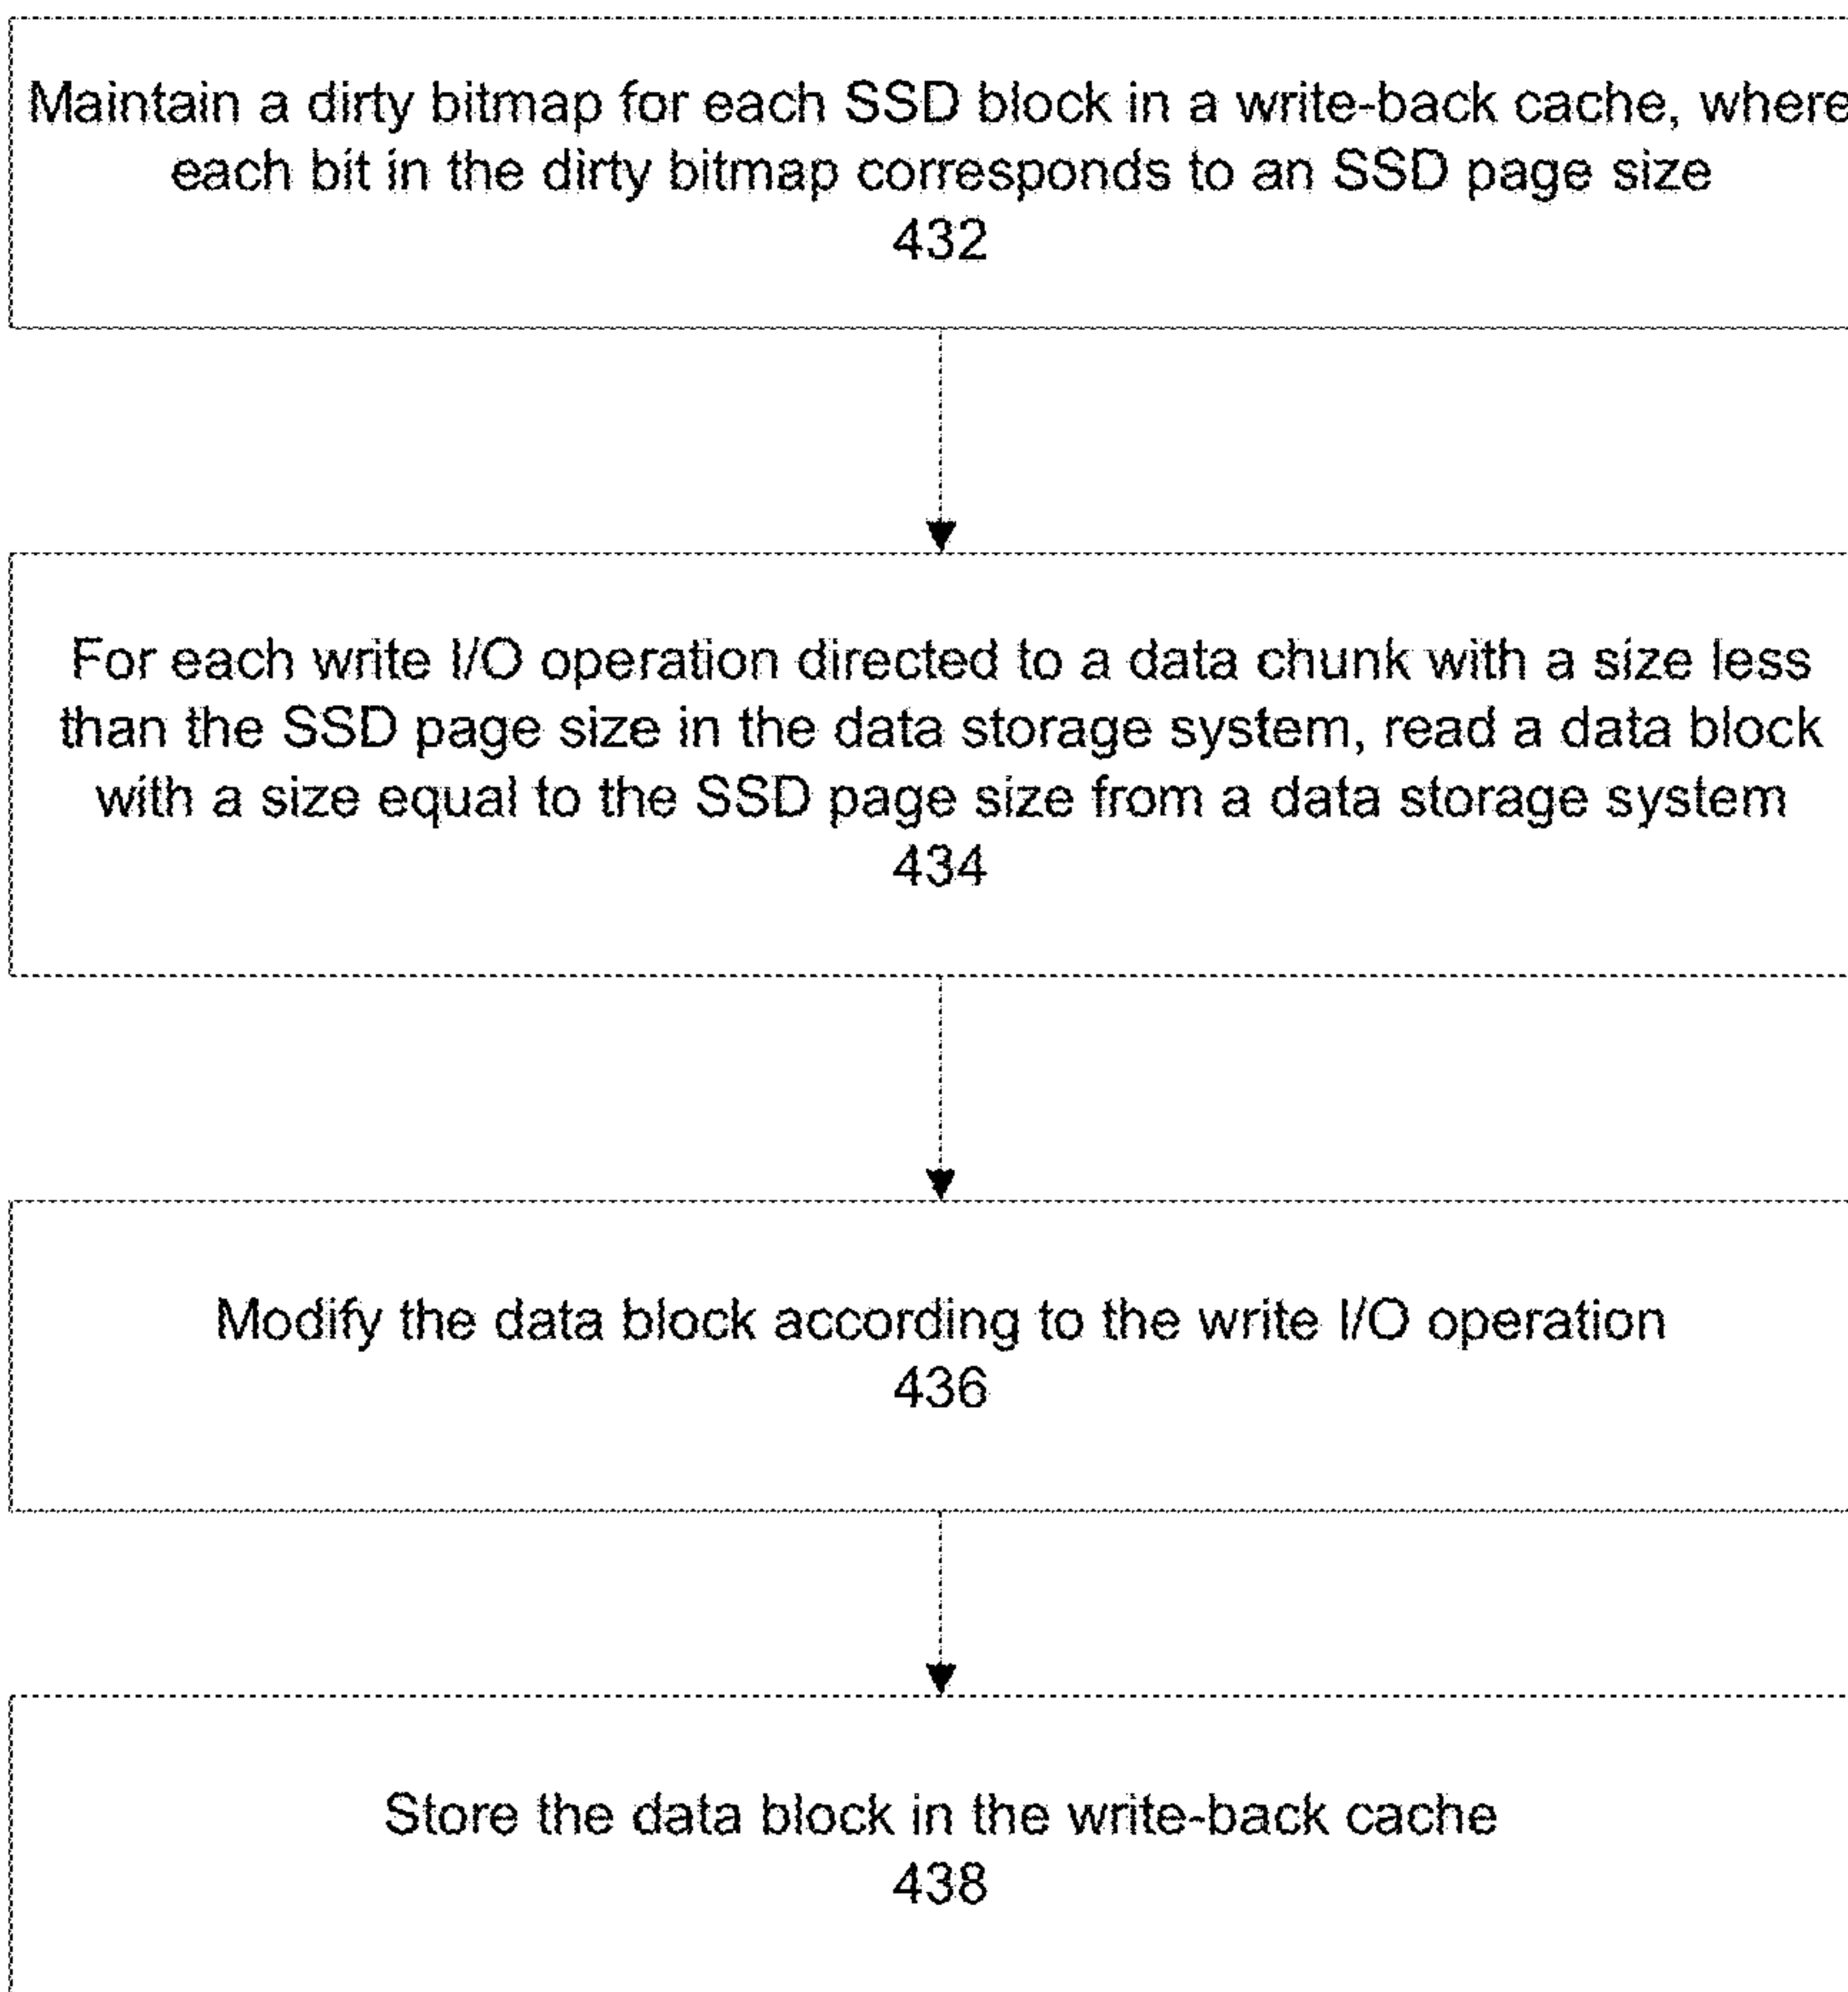 Maintain a dirty bitmap for each SSD block in a write-back cache, where
each bit in the dirty bitmap corresponds to an SSD page size
432
For each write I/O operation directed to a data chunk with a size less
than the SSD page size in the data storage system, read a data block
with a size equal to the SSD page size from a data storage system
434
Modify the data block according to the write I/O operation
436
Store the data block in the write-back cache
438